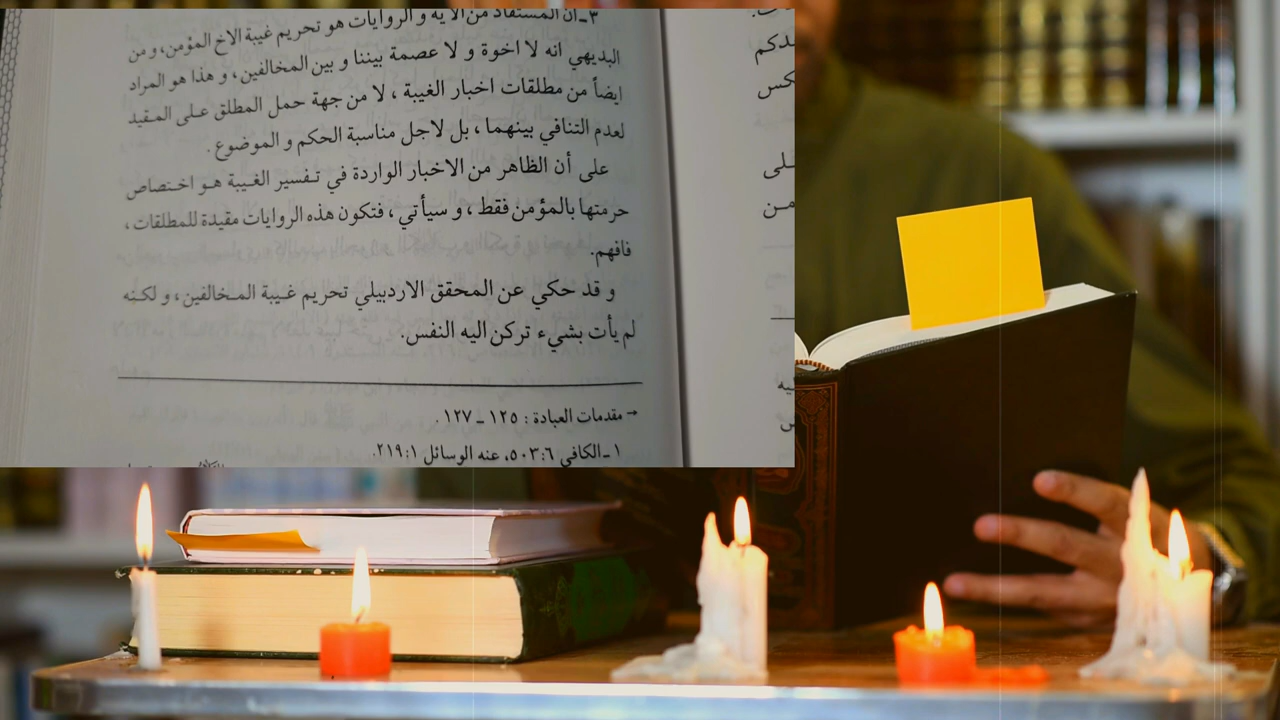 ٣ـ ان المستفاد من الآية و الروايات هو تحريم غيبة الاخ المؤمن، ومن
البديهي انه لا اخوة و لا عصمة بيننا و بين المخالفين، و هذا هو المراد
ايضاً من مطلقات اخبار الغيبة ، لا من جهة حمل المطلق على المقيد
لعدم التنافي بينهما ، بل لاجل مناسبة الحكم و الموضوع .
على أن الظاهر من الاخبار الواردة في تفسير الغيبة هو اختصاص
حرمتها بالمؤمن فقط ، و سيأتي ، فتكون هذه الروايات مقيدة للمطلقات ،
فافهم.
و قد حكي عن المحقق الاردبيلي تحريم غيبة المخالفين، و لكنه
لم يأت بشيء تركن اليه النفس.
→ مقدمات العبادة : ١٢٥ ـ ١٢٧ .
١ ـ الكافي ٥٠٣:٦، عنه الوسائل ٢١٩:١.